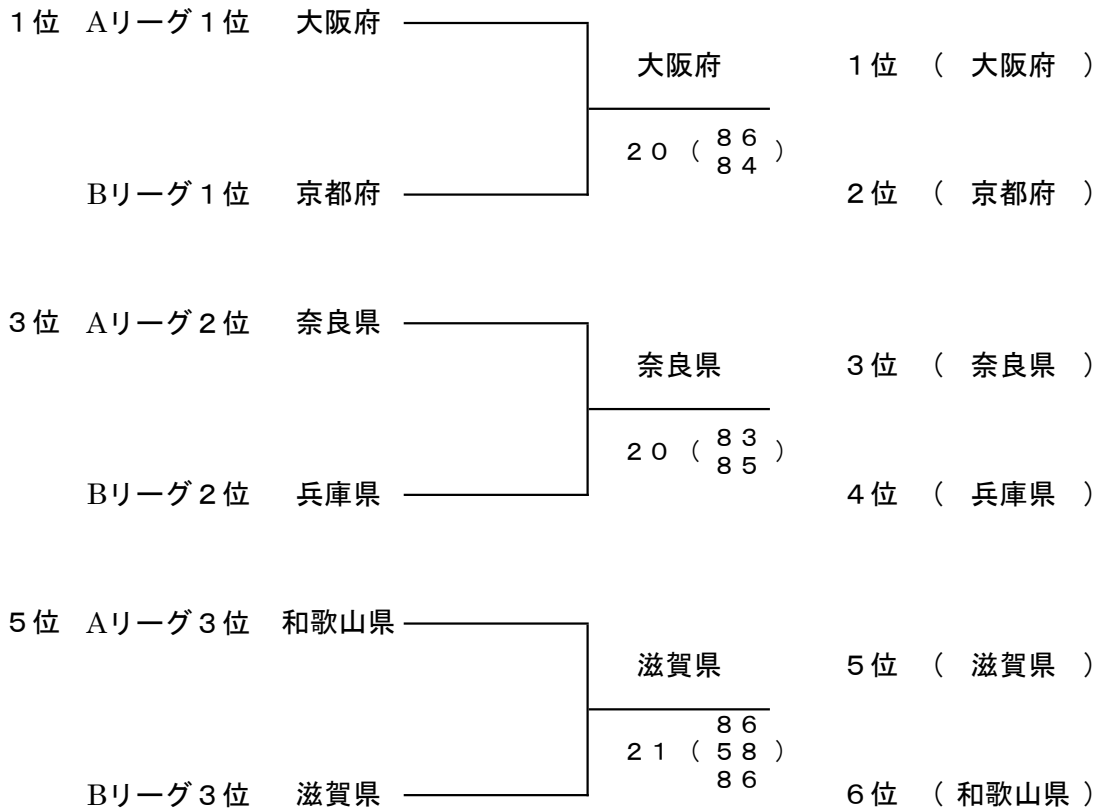 １位 Aリーグ１位 大阪府
大阪府 １位 （ 大阪府 ）
２０ （ ８６ ８４ ）
Bリーグ１位 京都府 ２位 （ 京都府 ）
３位 Aリーグ２位 奈良県
奈良県 ３位 （ 奈良県 ）
２０ （ ８３ ８５ ）
Bリーグ２位 兵庫県 ４位 （ 兵庫県 ）
５位 Aリーグ３位 和歌山県
滋賀県 ５位 （ 滋賀県 ）
２１ （ ８６ ５８ ８６ ）
Bリーグ３位 滋賀県 ６位 （ 和歌山県 ）